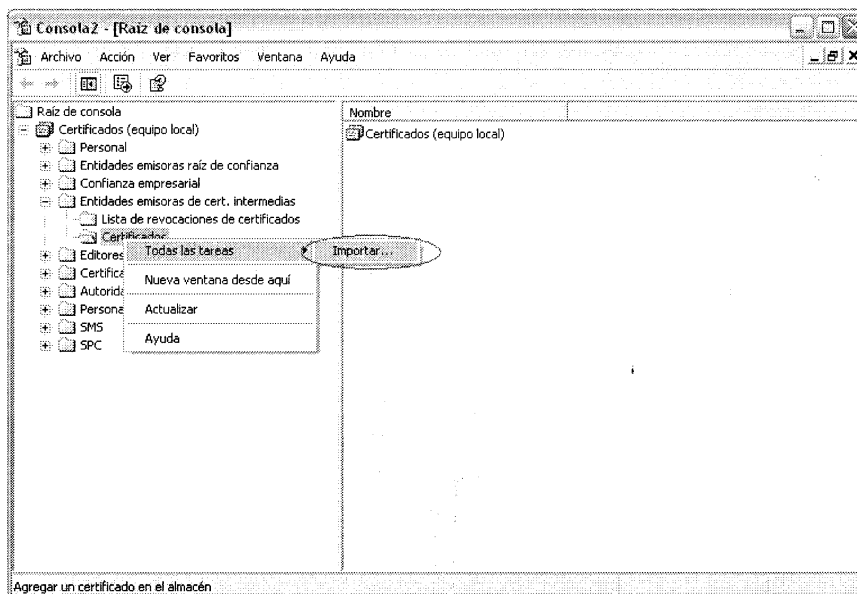 Consola2 - [Raíz de consola]
Archivo Acción Ver Favoritos Ventana Ayuda
Raíz de consola
Certificados (equipo local)
Personal
Entidades emisoras raíz de confianza
Confianza empresarial
Entidades emisoras de cert. intermedias
Lista de revocaciones de certificados
Certificados
Editores
Certifica
Autorida
Persona
SMS
SPC
Todas las tareas
Importar...
Nueva ventana desde aquí
Actualizar
Ayuda
Nombre
Certificados (equipo local)
Agregar un certificado en el almacén